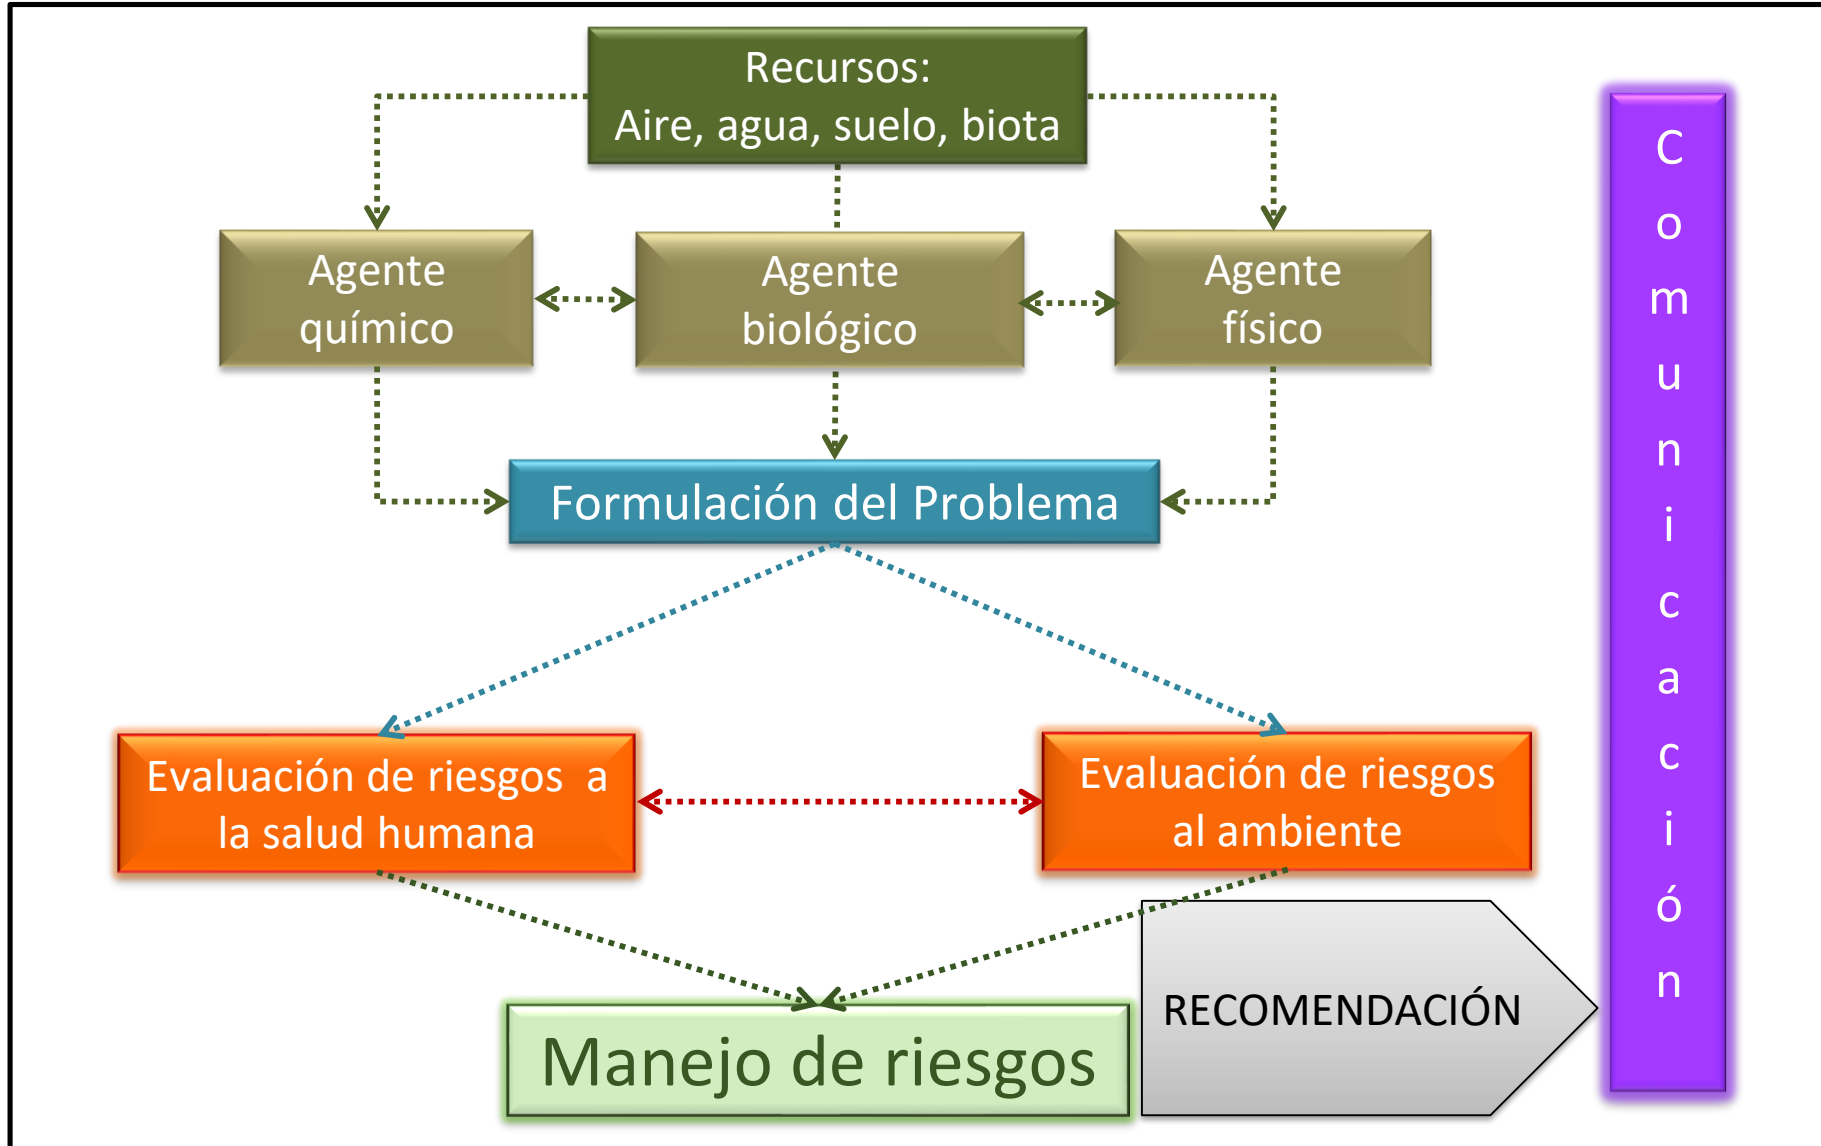 Recursos:
Aire, agua, suelo, biota
Agente
químico
Agente
biológico
Agente
físico
Formulación del Problema
Evaluación de riesgos a
la salud humana
Evaluación de riesgos
al ambiente
Manejo de riesgos
RECOMENDACIÓN
C
o
m
u
n
i
c
a
c
i
ó
n